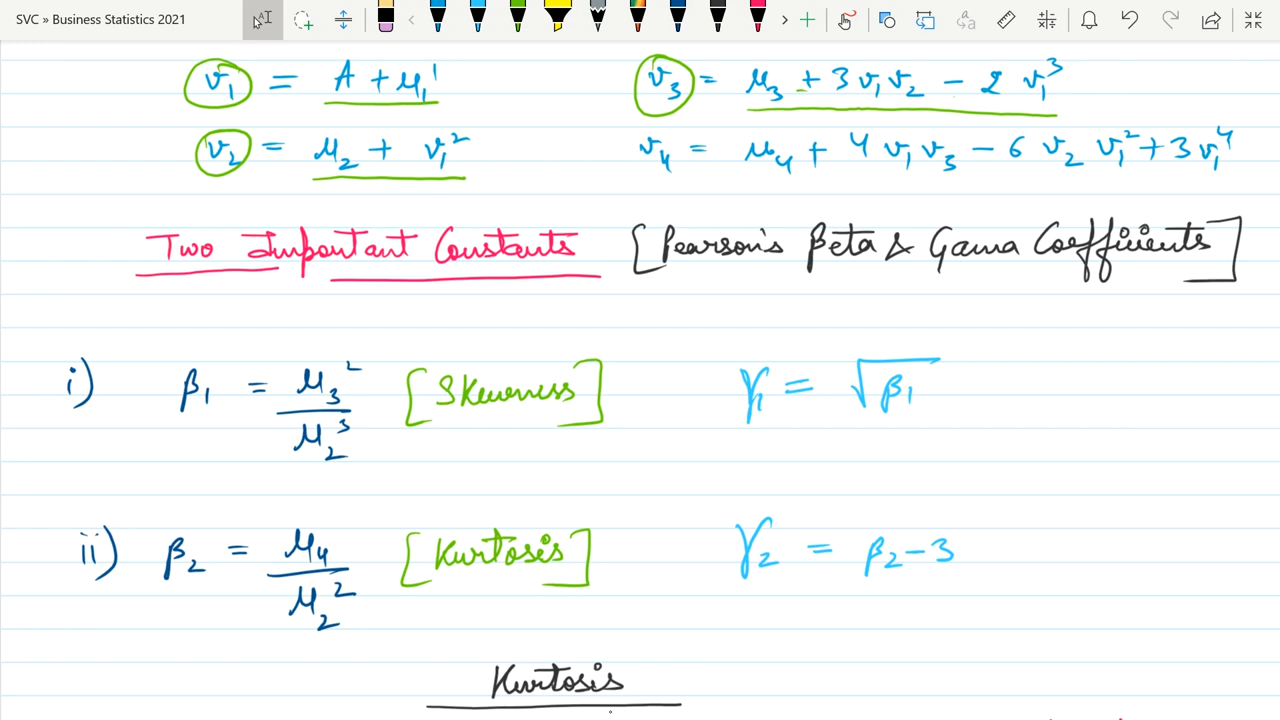 SVC » Business Statistics 2021
v₁ = A + μ₁' v₃ = μ₃ + 3 v₁ v₂ − 2 v₁³
v₂ = μ₂ + v₁² v₄ = μ₄ + 4 v₁ v₃ − 6 v₂ v₁² + 3 v₁⁴
Two Important Constants [Pearson's Beta & Gama Coefficients]
i) β₁ = μ₃² / μ₂³ [Skewness] γ₁ = √β₁
ii) β₂ = μ₄ / μ₂² [Kurtosis] γ₂ = β₂ − 3
Kurtosis